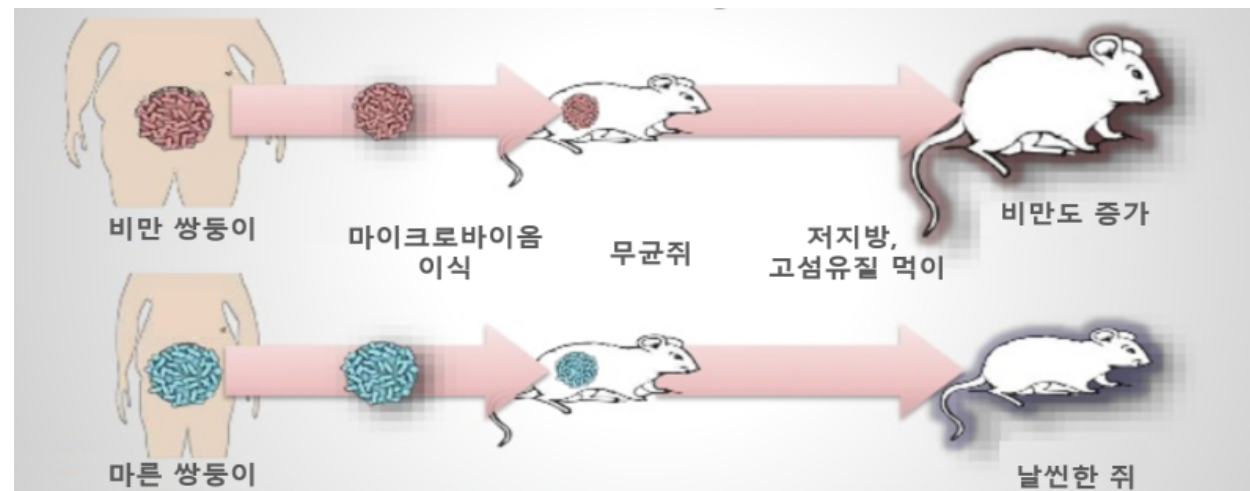 비만 쌍둥이
마이크로바이옴
이식
무균쥐
저지방,
고섬유질 먹이
비만도 증가
마른 쌍둥이
날씬한 쥐